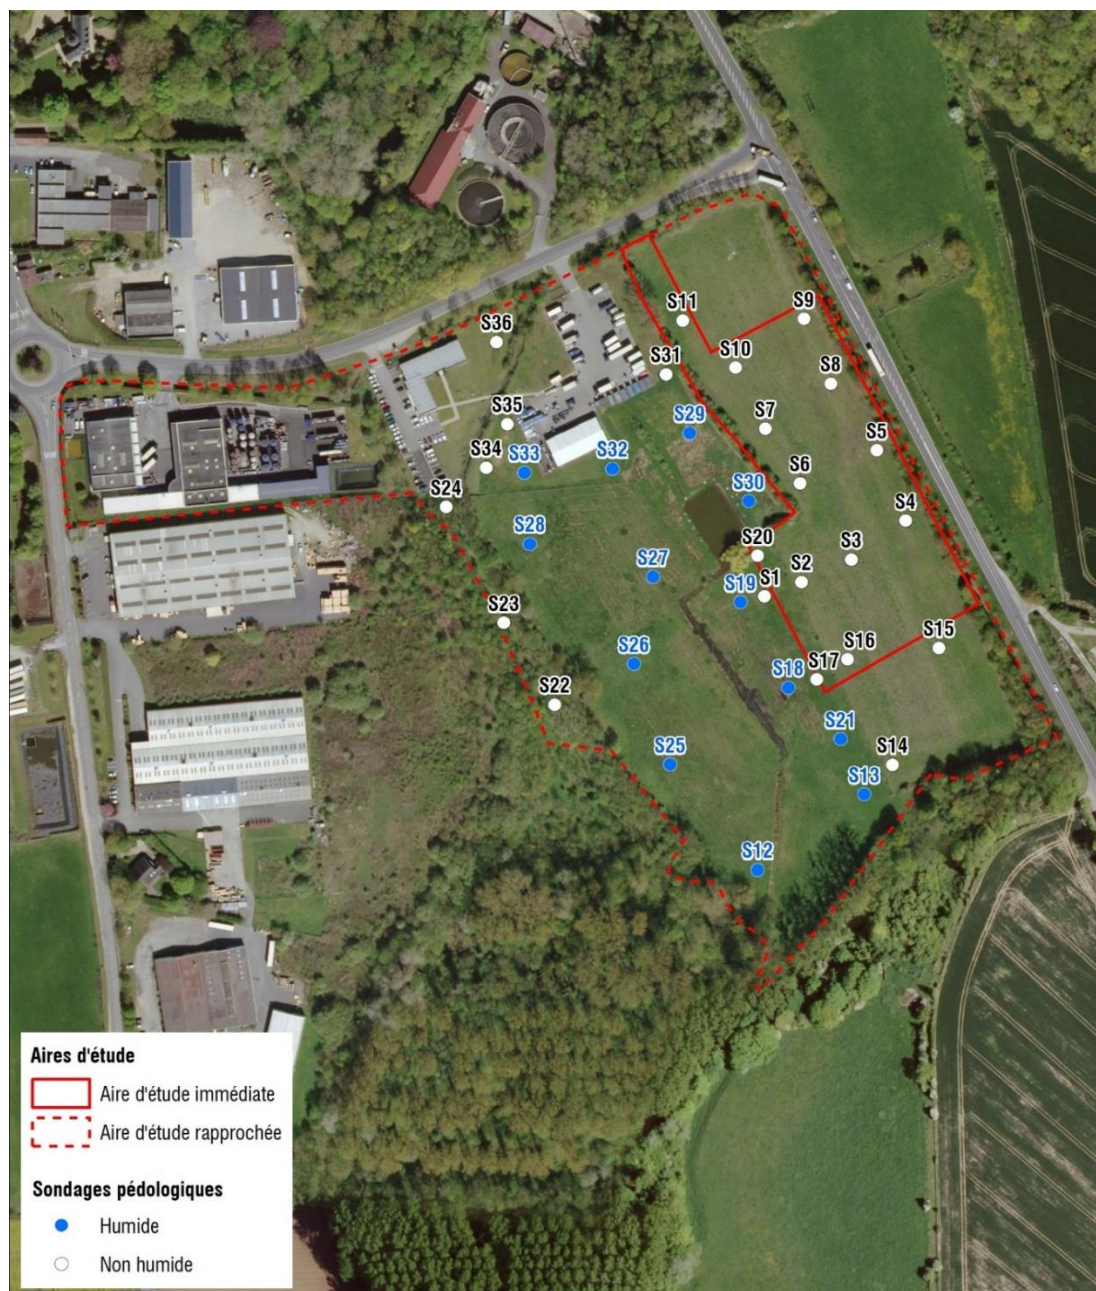 S11
S9
S36
S10
S31
S8
S7
S29
S35
S5
S34
S33
S32
S6
S24
S30
S4
S28
S20
S3
S27
S2
S1
S19
S23
S15
S26
S16
S17
S18
S22
S21
S25
S14
S13
S12
Aires d'étude
Aire d'étude immédiate
Aire d'étude rapprochée
Sondages pédologiques
Humide
Non humide